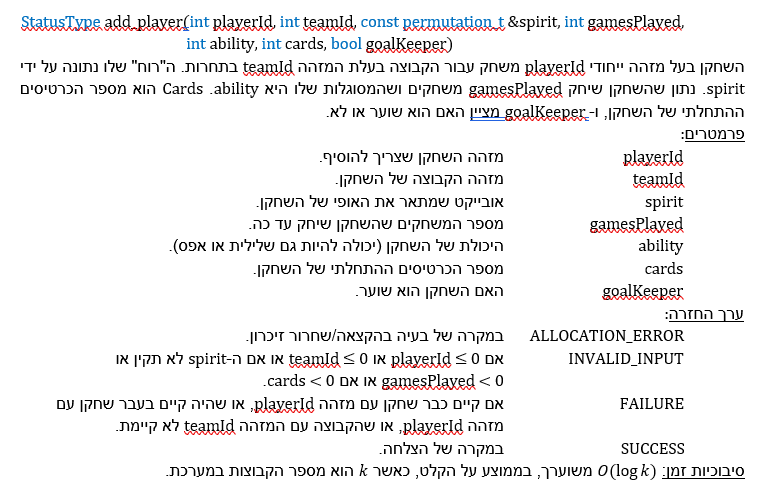 StatusType add_player(int playerId, int teamId, const permutation_t &spirit, int gamesPlayed,
int ability, int cards, bool goalKeeper)
השחקן בעל מזהה ייחודי playerId משחק עבור הקבוצה בעלת המזהה teamId בתחרות. ה"רוח" שלו נתונה על ידי
spirit. נתון שהשחקן שיחק gamesPlayed משחקים ושהמסוגלות שלו היא ability. Cards הוא מספר הכרטיסים
ההתחלתי של השחקן, ו-goalKeeper מציין האם הוא שוער או לא.
פרמטרים:
playerId מזהה השחקן שצריך להוסיף.
teamId מזהה הקבוצה של השחקן.
spirit אובייקט שמתאר את האופי של השחקן.
gamesPlayed מספר המשחקים שהשחקן שיחק עד כה.
ability היכולת של השחקן (יכולה להיות גם שלילית או אפס).
cards מספר הכרטיסים ההתחלתי של השחקן.
goalKeeper האם השחקן הוא שוער.
ערך החזרה:
ALLOCATION_ERROR במקרה של בעיה בהקצאה/שחרור זיכרון.
INVALID_INPUT אם playerId ≤ 0 או teamId ≤ 0 או אם ה-spirit לא תקין או
gamesPlayed < 0 או אם cards < 0.
FAILURE אם קיים כבר שחקן עם מזהה playerId, או שהיה קיים בעבר שחקן עם
מזהה playerId, או שהקבוצה עם המזהה teamId לא קיימת.
SUCCESS במקרה של הצלחה.
סיבוכיות זמן: O(log k) משוערך, בממוצע על הקלט, כאשר k הוא מספר הקבוצות במערכת.